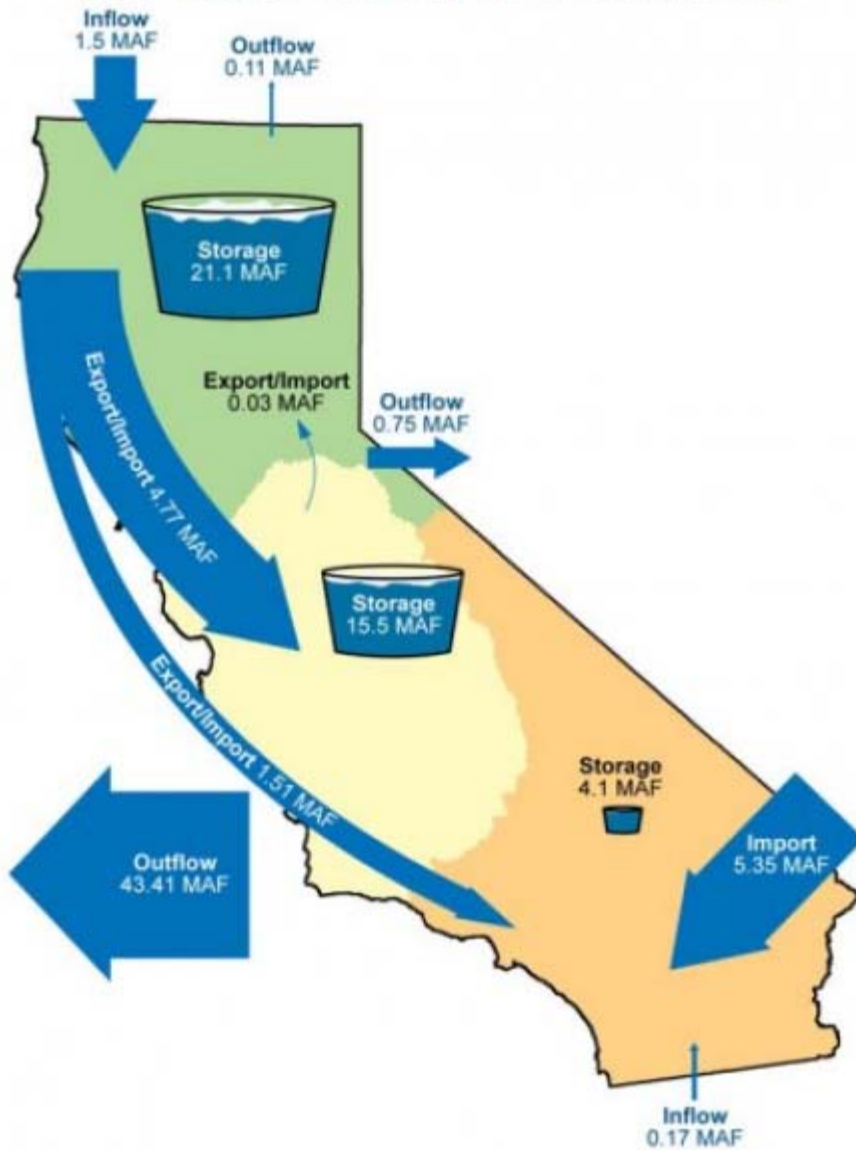 Inflow
1.5 MAF
Outflow
0.11 MAF
Storage
21.1 MAF
Export/Import
0.03 MAF
Outflow
0.75 MAF
Export/Import 4.77 MAF
Storage
15.5 MAF
Export/Import 1.51 MAF
Storage
4.1 MAF
Import
5.35 MAF
Outflow
43.41 MAF
Inflow
0.17 MAF